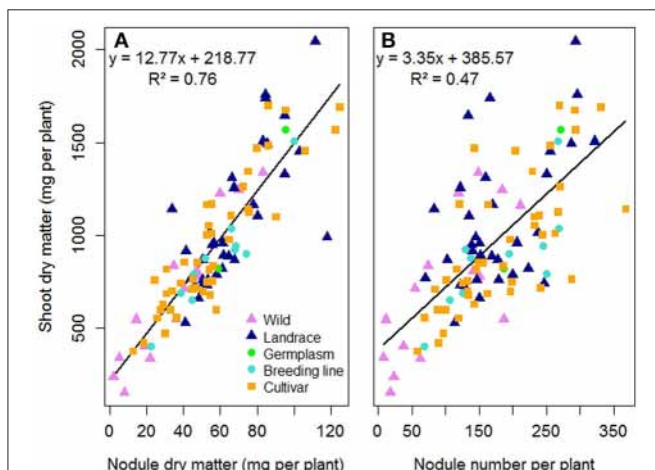 A
y = 12.77x + 218.77
R² = 0.76
B
y = 3.35x + 385.57
R² = 0.47
Shoot dry matter (mg per plant)
2000
1500
1000
500
Wild
Landrace
Germplasm
Breeding line
Cultivar
0 20 40 60 80 120
0 50 150 250 350
Nodule dry matter (mg per plant)
Nodule number per plant